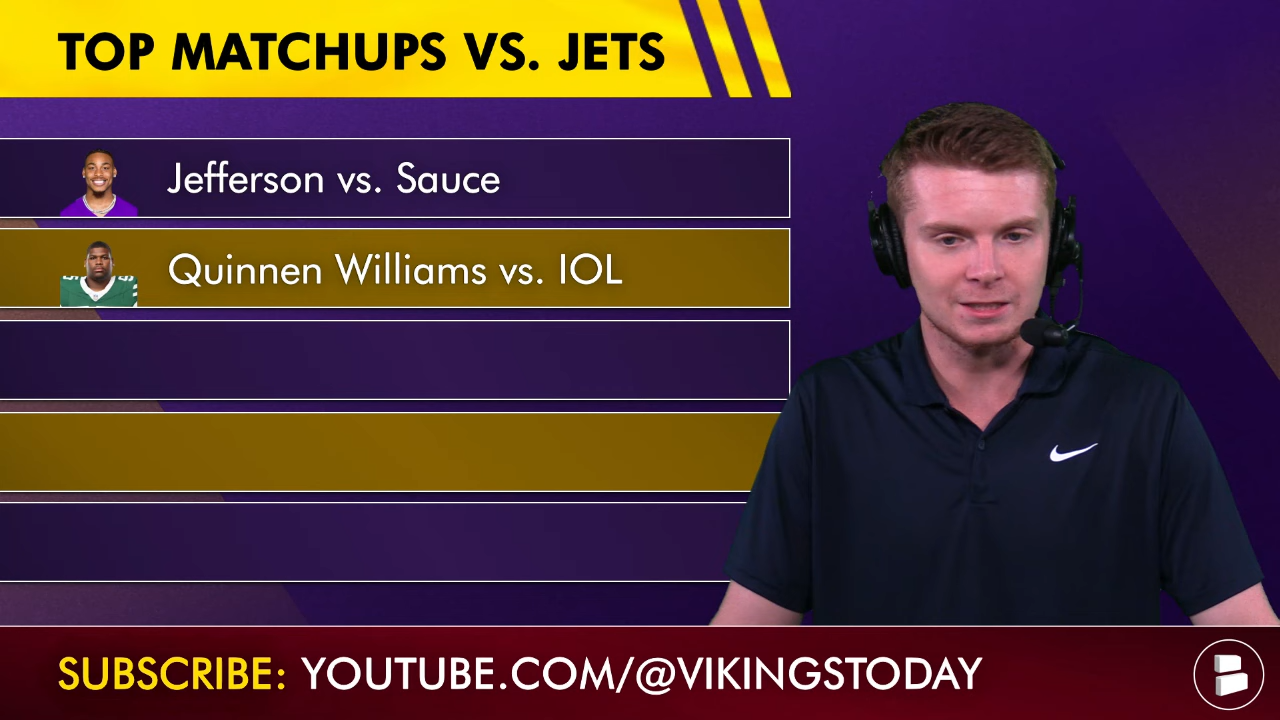 TOP MATCHUPS VS. JETS
Jefferson vs. Sauce
Quinnen Williams vs. IOL
SUBSCRIBE: YOUTUBE.COM/@VIKINGSTODAY